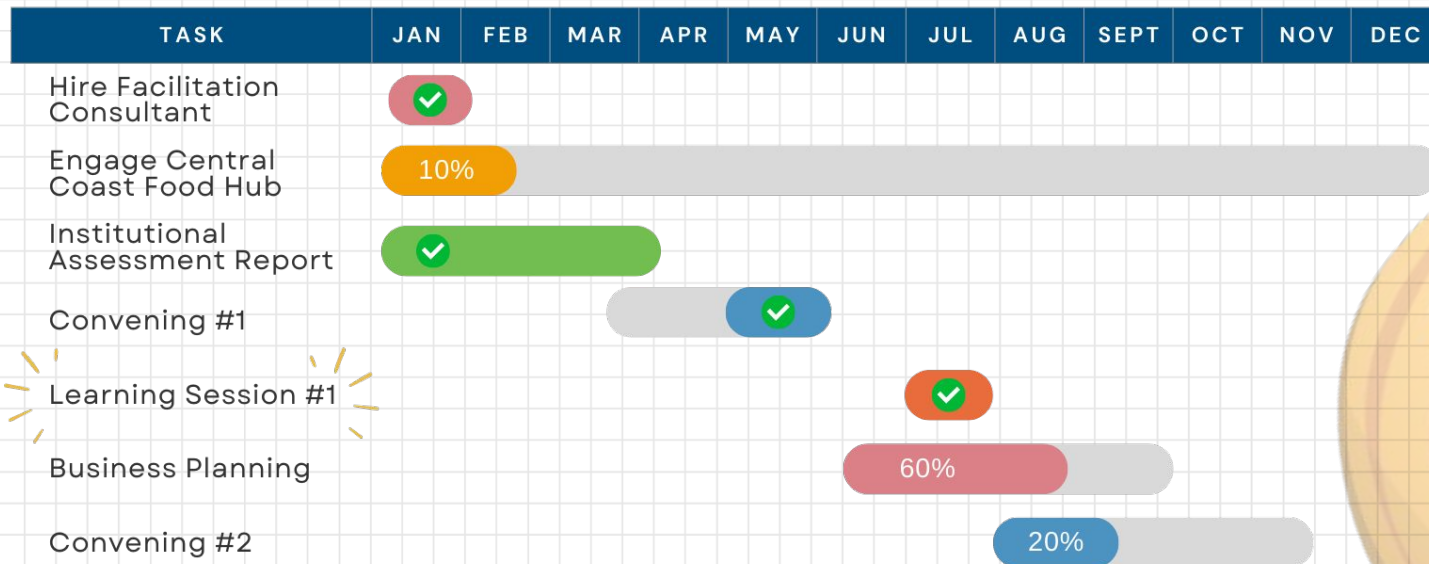 TASK JAN FEB MAR APR MAY JUN JUL AUG SEPT OCT NOV DEC
Hire Facilitation
Consultant
Engage Central
Coast Food Hub
10%
Institutional
Assessment Report
Convening #1
Learning Session #1
Business Planning
60%
Convening #2
20%